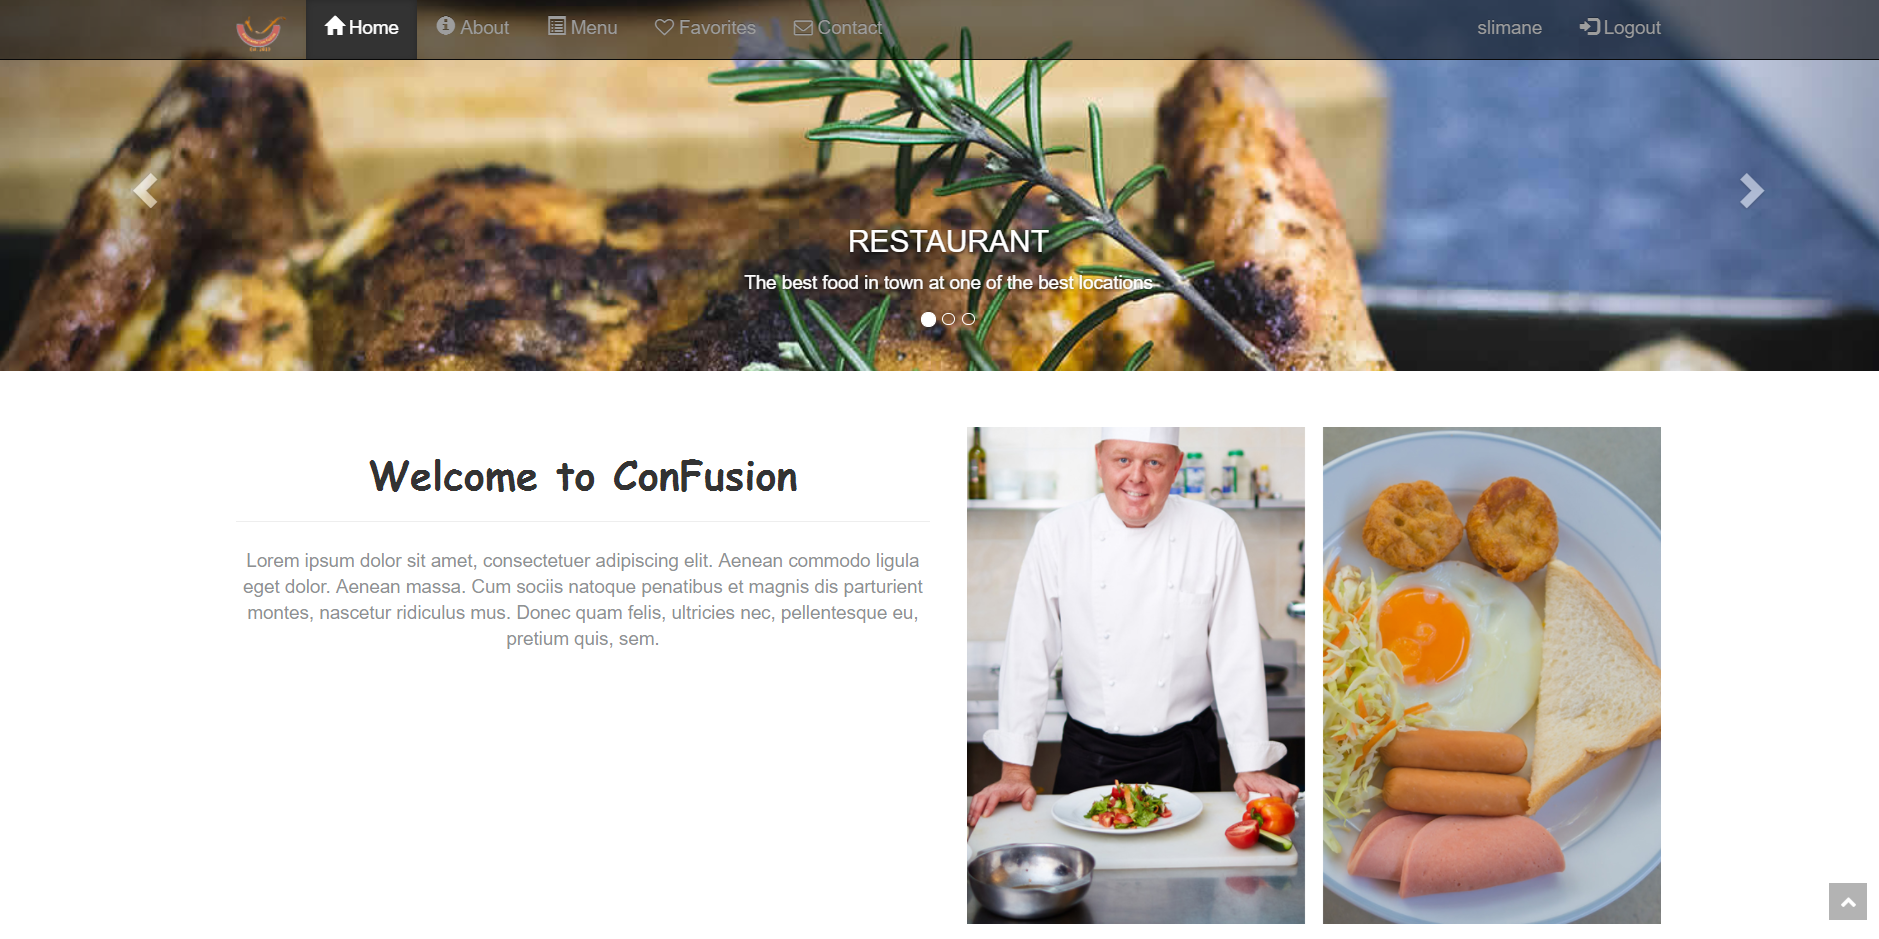 Home About Menu Favorites Contact slimane Logout
RESTAURANT
The best food in town at one of the best locations
Welcome to ConFusion
Lorem ipsum dolor sit amet, consectetuer adipiscing elit. Aenean commodo ligula
eget dolor. Aenean massa. Cum sociis natoque penatibus et magnis dis parturient
montes, nascetur ridiculus mus. Donec quam felis, ultricies nec, pellentesque eu,
pretium quis, sem.